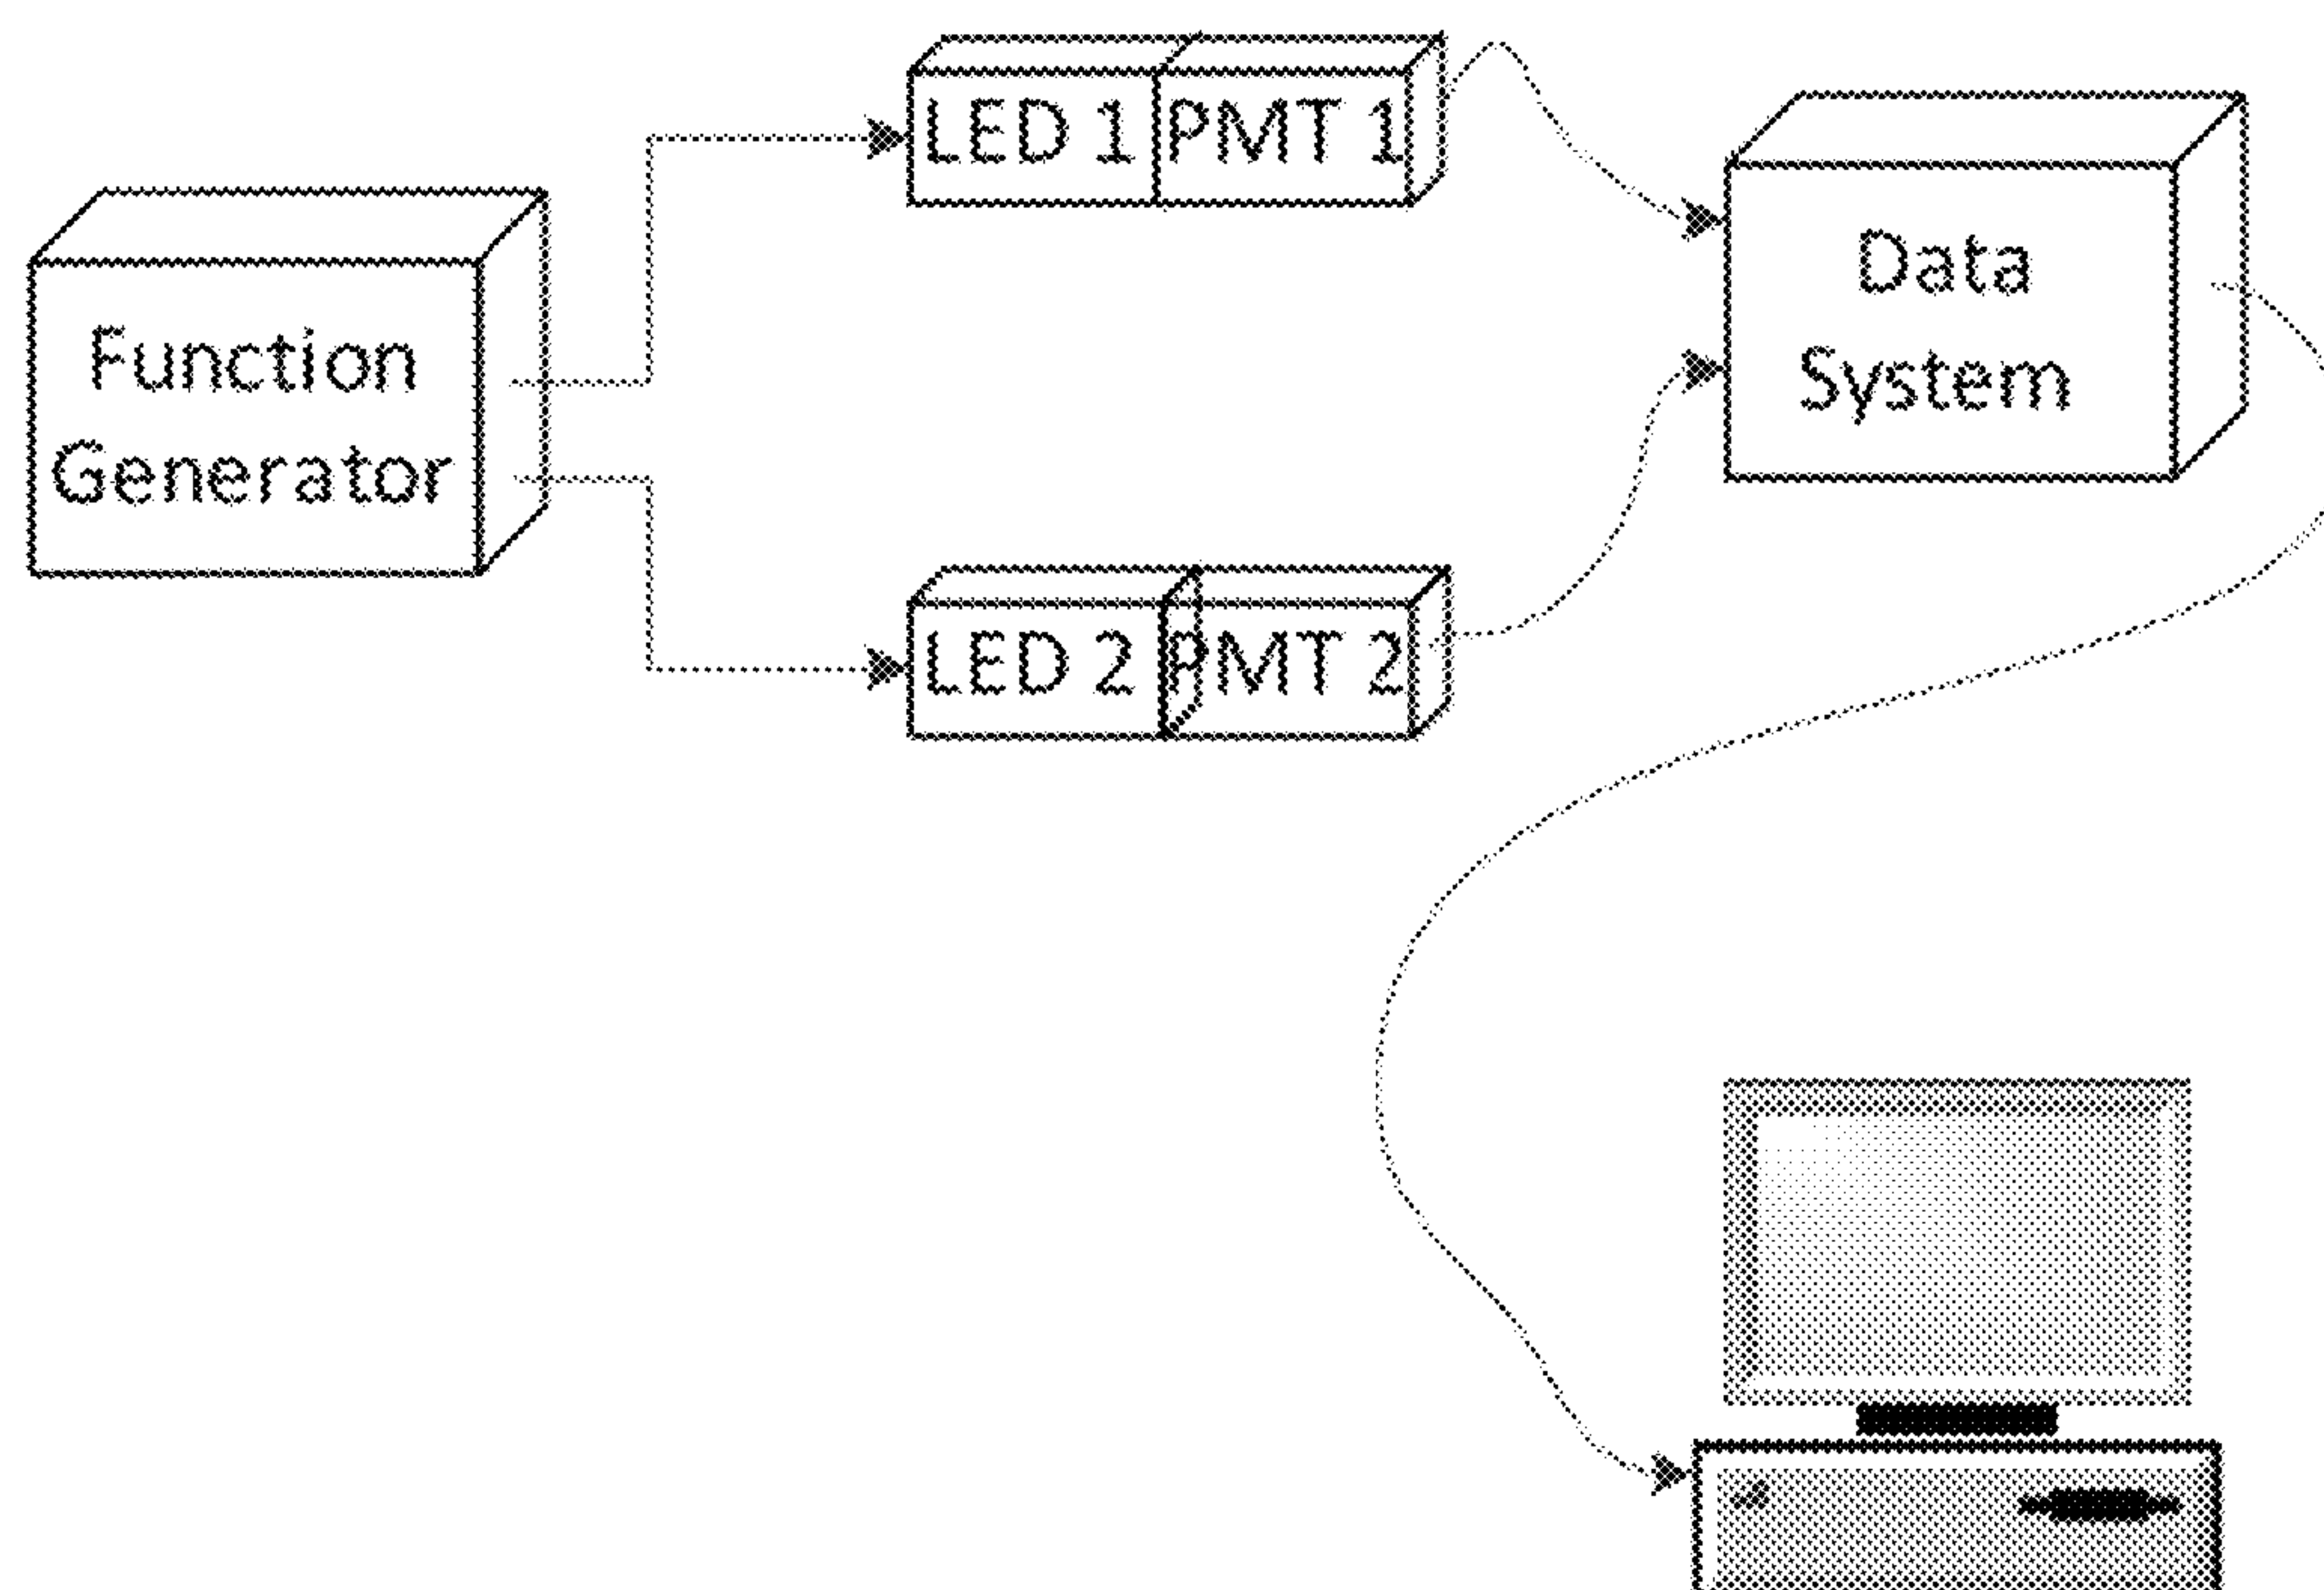 LED 1 PMT 1
Function
Generator
Data
System
LED 2 PMT 2